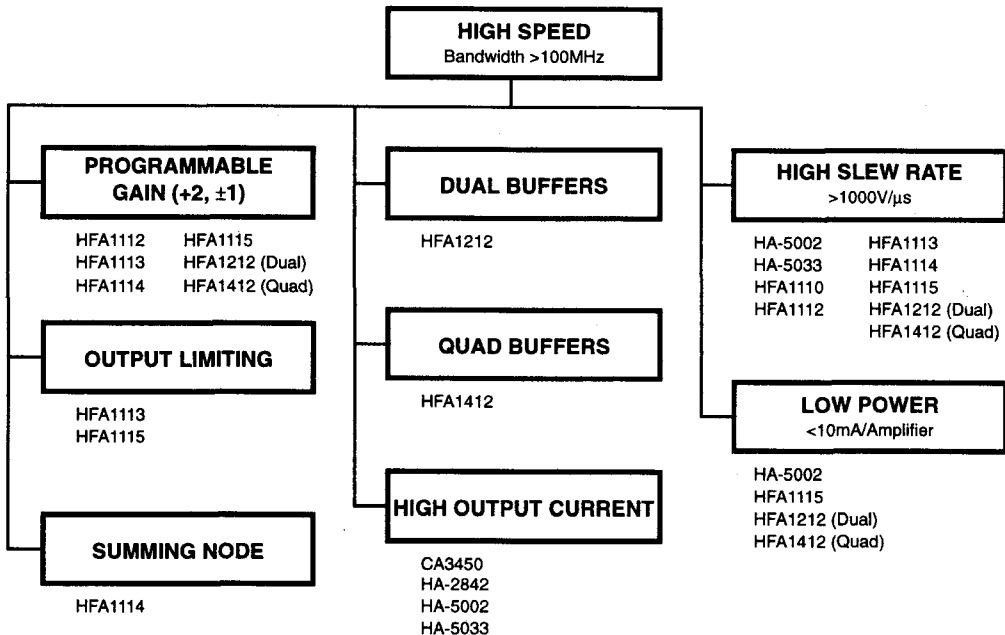 HIGH SPEED
Bandwidth >100MHz
PROGRAMMABLE
GAIN (+2, ±1)
HFA1112 HFA1115
HFA1113 HFA1212 (Dual)
HFA1114 HFA1412 (Quad)
OUTPUT LIMITING
HFA1113
HFA1115
SUMMING NODE
HFA1114
DUAL BUFFERS
HFA1212
QUAD BUFFERS
HFA1412
HIGH OUTPUT CURRENT
CA3450
HA-2842
HA-5002
HA-5033
HIGH SLEW RATE
>1000V/µs
HA-5002 HFA1113
HA-5033 HFA1114
HFA1110 HFA1115
HFA1112 HFA1212 (Dual)
HFA1412 (Quad)
LOW POWER
<10mA/Amplifier
HA-5002
HFA1115
HFA1212 (Dual)
HFA1412 (Quad)